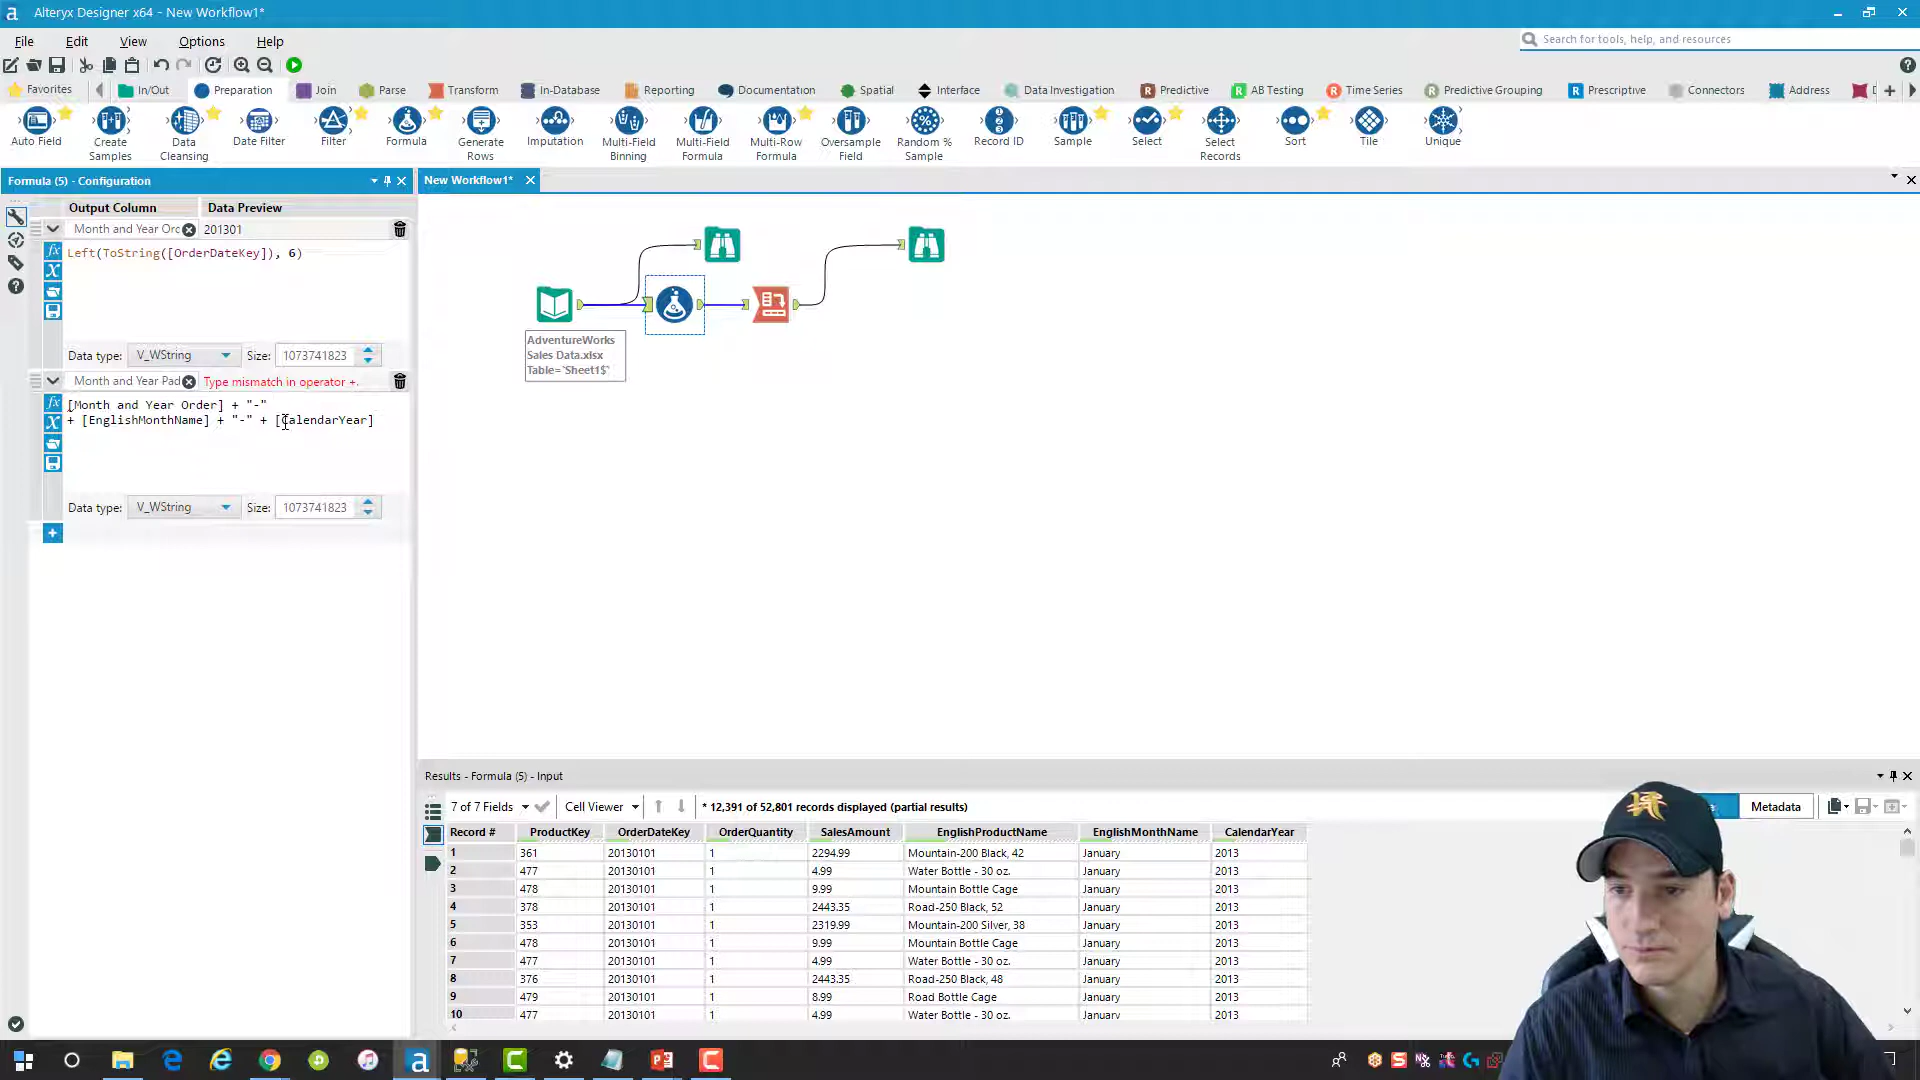 Alteryx Designer x64 - New Workflow1*
File Edit View Options Help
Search for tools, help, and resources
Favorites In/Out Preparation Join Parse Transform In-Database Reporting Documentation Spatial Interface Data Investigation Predictive AB Testing Time Series Predictive Grouping Prescriptive Connectors Address
Auto Field
Create Samples
Data Cleansing
Date Filter
Filter
Formula
Generate Rows
Imputation
Multi-Field Binning
Multi-Field Formula
Multi-Row Formula
Oversample Field
Random % Sample
Record ID
Sample
Select
Select Records
Sort
Tile
Unique
Formula (5) - Configuration
New Workflow1*
Output Column Data Preview
Month and Year Orc 201301
Left(ToString([OrderDateKey]), 6)
Data type: V_WString Size: 1073741823
Month and Year Pad Type mismatch in operator +.
[Month and Year Order] + "-"
+ [EnglishMonthName] + "-" + [CalendarYear]
Data type: V_WString Size: 1073741823
AdventureWorks
Sales Data.xlsx
Table=`Sheet1$`
Results - Formula (5) - Input
7 of 7 Fields Cell Viewer * 12,391 of 52,801 records displayed (partial results) Metadata
Record # ProductKey OrderDateKey OrderQuantity SalesAmount EnglishProductName EnglishMonthName CalendarYear
1 361 20130101 1 2294.99 Mountain-200 Black, 42 January 2013
2 477 20130101 1 4.99 Water Bottle - 30 oz. January 2013
3 478 20130101 1 9.99 Mountain Bottle Cage January 2013
4 378 20130101 1 2443.35 Road-250 Black, 52 January 2013
5 353 20130101 1 2319.99 Mountain-200 Silver, 38 January 2013
6 478 20130101 1 9.99 Mountain Bottle Cage January 2013
7 477 20130101 1 4.99 Water Bottle - 30 oz. January 2013
8 376 20130101 1 2443.35 Road-250 Black, 48 January 2013
9 479 20130101 1 8.99 Road Bottle Cage January 2013
10 477 20130101 1 4.99 Water Bottle - 30 oz. January 2013